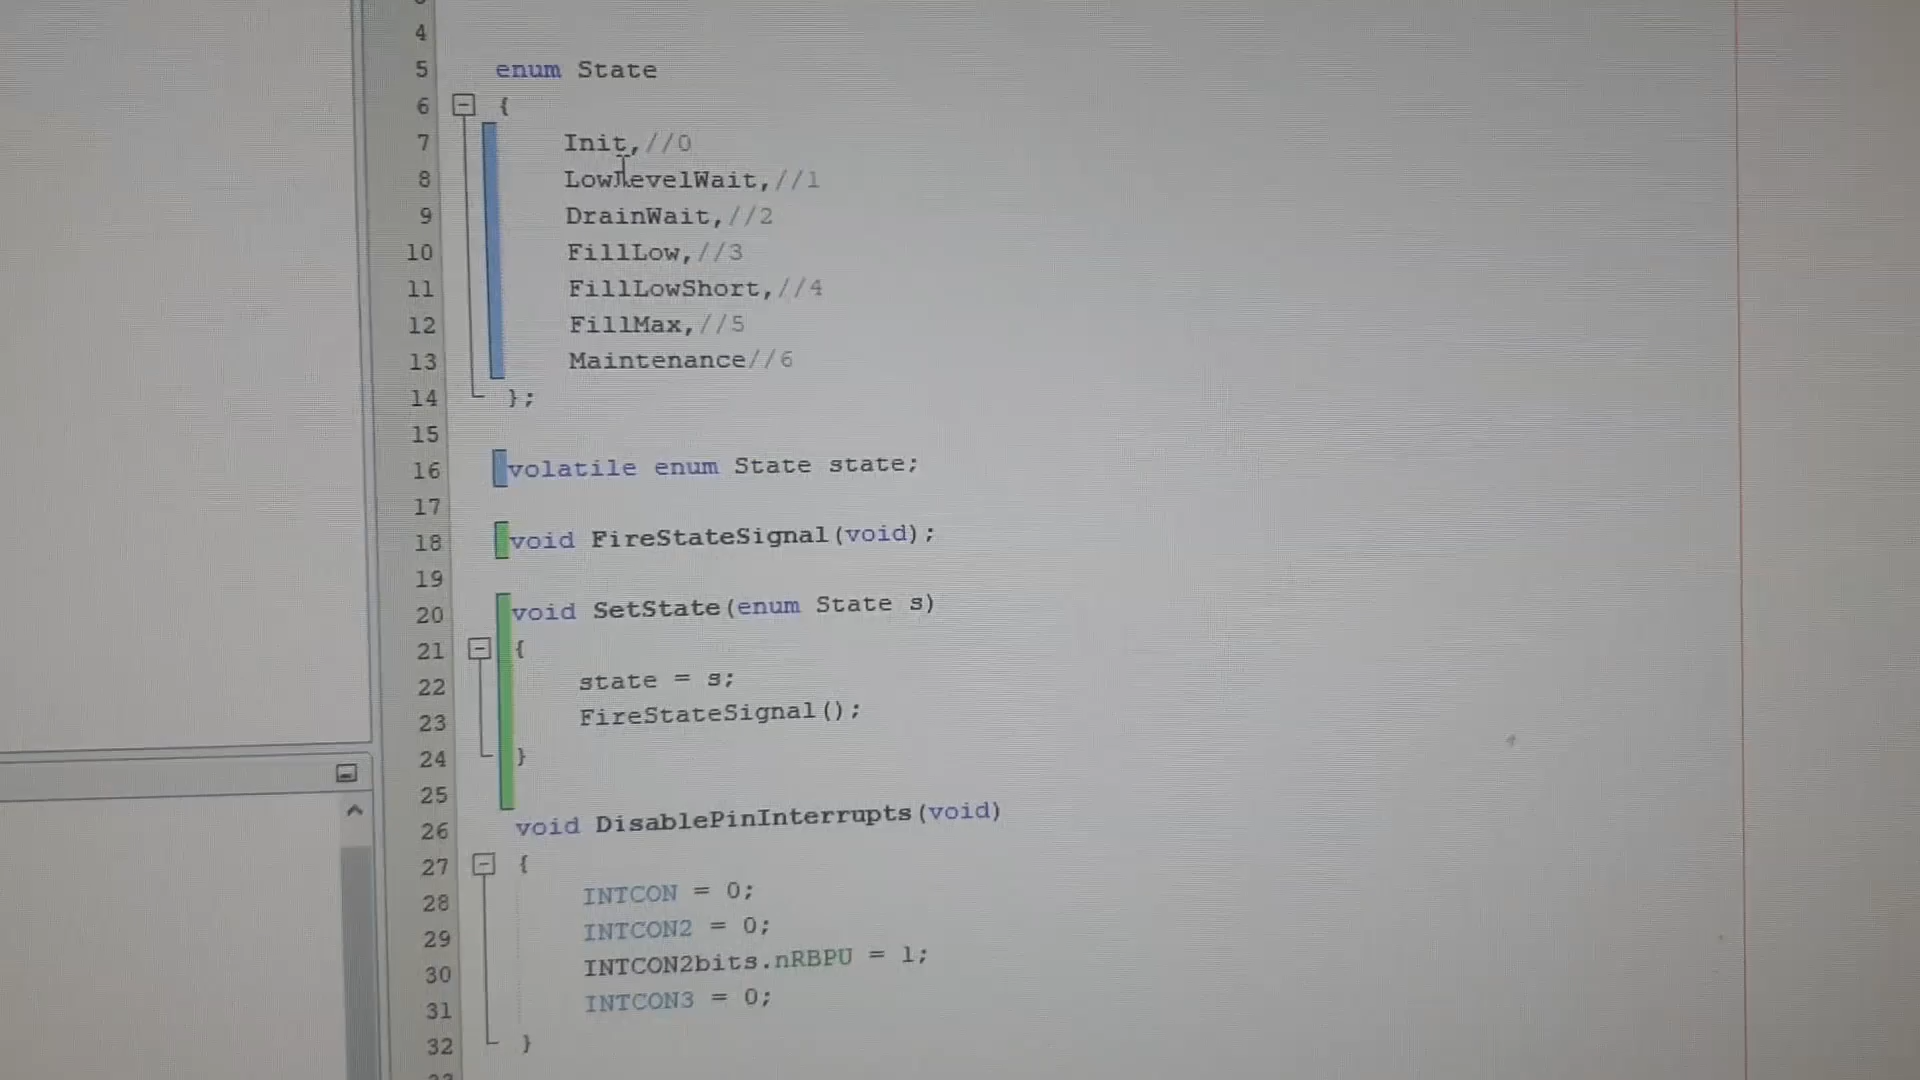 4
5 enum State
6 {
7 Init,//0
8 LowLevelWait,//1
9 DrainWait,//2
10 FillLow,//3
11 FillLowShort,//4
12 FillMax,//5
13 Maintenance//6
14 };
15
16 volatile enum State state;
17
18 void FireStateSignal(void);
19
20 void SetState(enum State s)
21 {
22 state = s;
23 FireStateSignal();
24 }
25
26 void DisablePinInterrupts(void)
27 {
28 INTCON = 0;
29 INTCON2 = 0;
30 INTCON2bits.nRBPU = 1;
31 INTCON3 = 0;
32 }